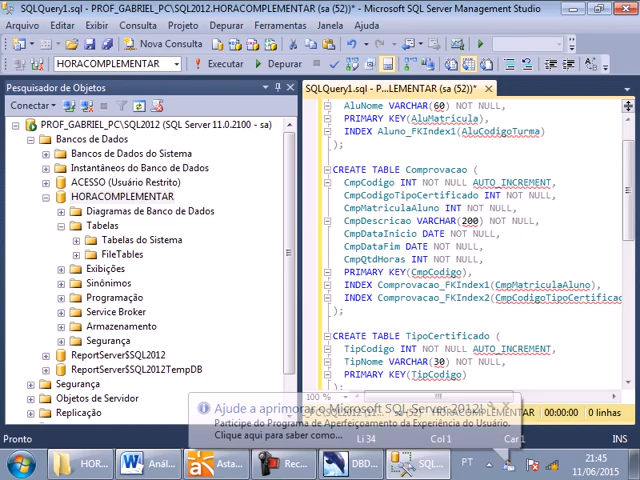 SQLQuery1.sql - PROF_GABRIEL_PC\SQL2012.HORACOMPLEMENTAR (sa (52))* - Microsoft SQL Server Management Studio
Arquivo Editar Exibir Consulta Projeto Depurar Ferramentas Janela Ajuda
Nova Consulta
HORACOMPLEMENTAR Executar Depurar
Pesquisador de Objetos
Conectar
PROF_GABRIEL_PC\SQL2012 (SQL Server 11.0.2100 - sa)
Bancos de Dados
Bancos de Dados do Sistema
Instantâneos do Banco de Dados
ACESSO (Usuário Restrito)
HORACOMPLEMENTAR
Diagramas de Banco de Dados
Tabelas
Tabelas do Sistema
FileTables
Exibições
Sinônimos
Programação
Service Broker
Armazenamento
Segurança
ReportServer$SQL2012
ReportServer$SQL2012TempDB
Segurança
Objetos de Servidor
Replicação
SQLQuery1.sql - P...LEMENTAR (sa (52))*
AluNome VARCHAR(60) NOT NULL,
PRIMARY KEY(AluMatricula),
INDEX Aluno_FKIndex1(AluCodigoTurma)
);
CREATE TABLE Comprovacao (
CmpCodigo INT NOT NULL AUTO_INCREMENT,
CmpCodigoTipoCertificado INT NOT NULL,
CmpMatriculaAluno INT NOT NULL,
CmpDescricao VARCHAR(200) NOT NULL,
CmpDataInicio DATE NOT NULL,
CmpDataFim DATE NOT NULL,
CmpQtdHoras INT NOT NULL,
PRIMARY KEY(CmpCodigo),
INDEX Comprovacao_FKIndex1(CmpMatriculaAluno),
INDEX Comprovacao_FKIndex2(CmpCodigoTipoCertificad
);
CREATE TABLE TipoCertificado (
TipCodigo INT NOT NULL AUTO_INCREMENT,
TipNome VARCHAR(30) NOT NULL,
PRIMARY KEY(TipCodigo)
);
100 %
HORACOMPLEMENTAR 00:00:00 0 linhas
Ajude a aprimorar o Microsoft SQL Server 2012!
Participe do Programa de Aperfeiçoamento da Experiência do Usuário.
Clique aqui para saber como...
Pronto Li 34 Col 1 Car 1
HOR... Anál... Asta... Rec... DBD... SQL... PT 21:45
11/06/2015